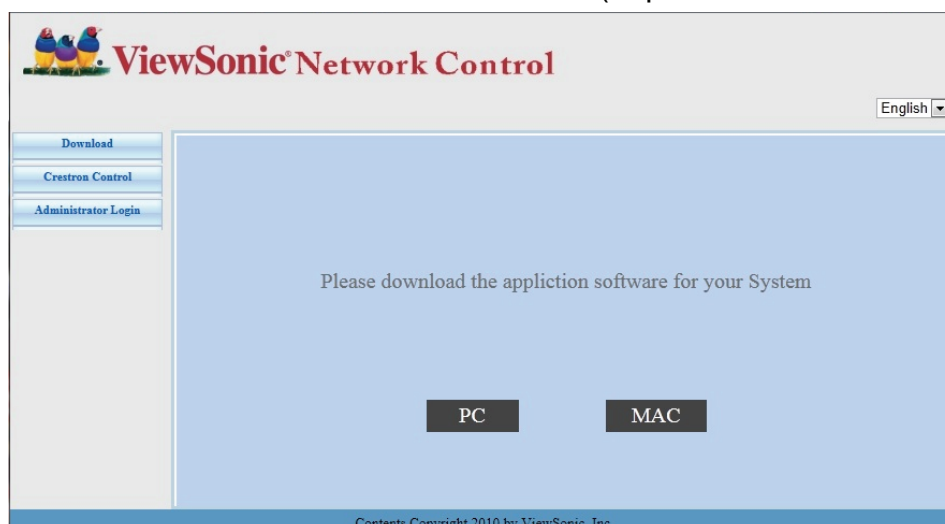 ViewSonic® Network Control
English
Download
Crestron Control
Administrator Login
Please download the appliction software for your System
PC
MAC
Contents Copyright 2010 by ViewSonic, Inc